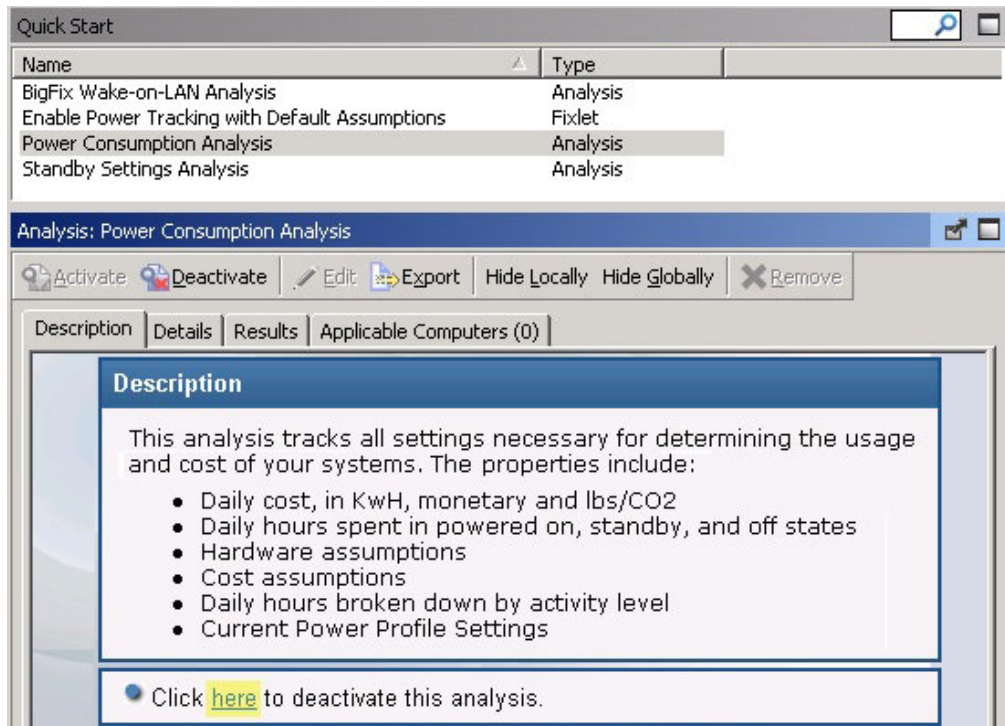 Quick Start
Name Type
BigFix Wake-on-LAN Analysis Analysis
Enable Power Tracking with Default Assumptions Fixlet
Power Consumption Analysis Analysis
Standby Settings Analysis Analysis
Analysis: Power Consumption Analysis
Activate Deactivate Edit Export Hide Locally Hide Globally Remove
Description Details Results Applicable Computers (0)
Description
This analysis tracks all settings necessary for determining the usage
and cost of your systems. The properties include:
• Daily cost, in KwH, monetary and lbs/CO2
• Daily hours spent in powered on, standby, and off states
• Hardware assumptions
• Cost assumptions
• Daily hours broken down by activity level
• Current Power Profile Settings
Click here to deactivate this analysis.